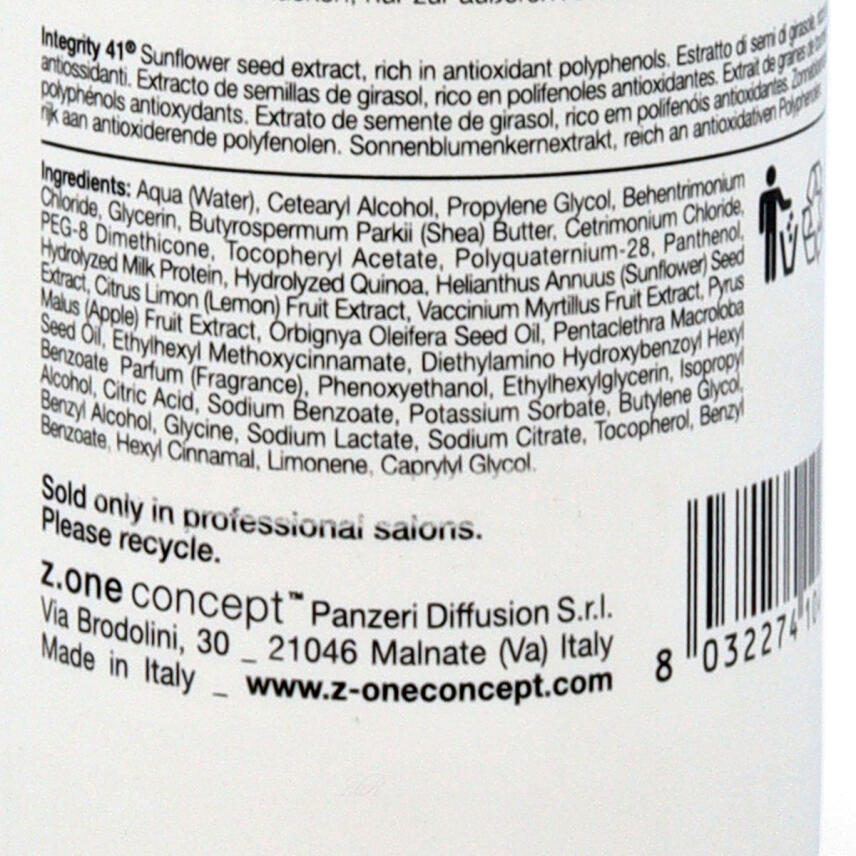 nur zur
Integrity 41® Sunflower seed extract, rich in antioxidant polyphenols. Estratto di semi di girasole,
antiossidanti. Extracto de semillas de girasol, rico en polifenoles antioxidantes. Extrait de graines de
polyphénols antioxydants. Extrato de semente de girasol, rico em polifenóis antioxidantes.
rijk aan antioxiderende polyfenolen. Sonnenblumenkernextrakt, reich an antioxidativen
Ingredients: Aqua (Water), Cetearyl Alcohol, Propylene Glycol, Behentrimonium
Chloride, Glycerin, Butyrospermum Parkii (Shea) Butter, Cetrimonium Chloride,
PEG-8 Dimethicone, Tocopheryl Acetate, Polyquaternium-28, Panthenol,
Hydrolyzed Milk Protein, Hydrolyzed Quinoa, Helianthus Annuus (Sunflower) Seed
Extract, Citrus Limon (Lemon) Fruit Extract, Vaccinium Myrtillus Fruit Extract, Pyrus
Malus (Apple) Fruit Extract, Orbignya Oleifera Seed Oil, Pentaclethra Macroloba
Seed Oil, Ethylhexyl Methoxycinnamate, Diethylamino Hydroxybenzoyl Hexyl
Benzoate Parfum (Fragrance), Phenoxyethanol, Ethylhexylglycerin, Isopropyl
Alcohol, Citric Acid, Sodium Benzoate, Potassium Sorbate, Butylene Glycol,
Benzyl Alcohol, Glycine, Sodium Lactate, Sodium Citrate, Tocopherol, Benzyl
Benzoate, Hexyl Cinnamal, Limonene, Caprylyl Glycol.
Sold only in professional salons.
Please recycle.
z.one concept™ Panzeri Diffusion S.r.l.
Via Brodolini, 30 _ 21046 Malnate (Va) Italy
Made in Italy _ www.z-oneconcept.com
8 032274 10